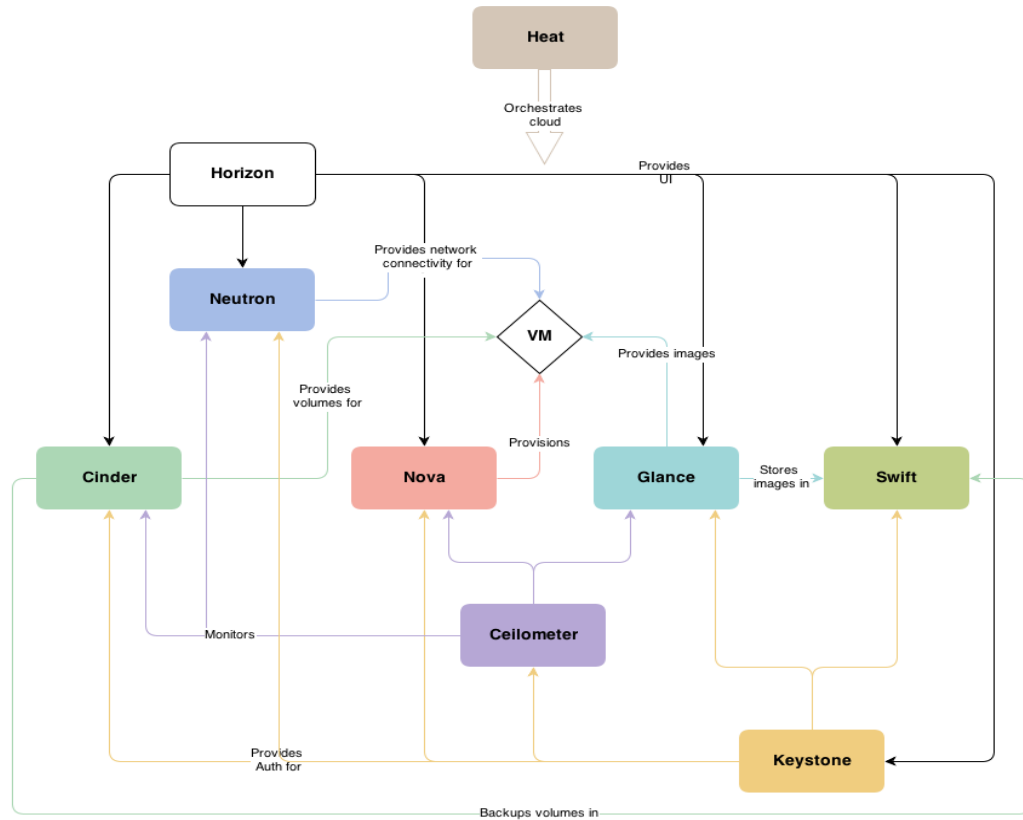 Heat
Orchestrates
cloud
Provides
UI
Horizon
Provides network
connectivity for
Neutron
VM
Provides images
Provides
volumes for
Provisions
Cinder
Nova
Glance
Stores
images in
Swift
Monitors
Ceilometer
Provides
Auth for
Keystone
Backups volumes in